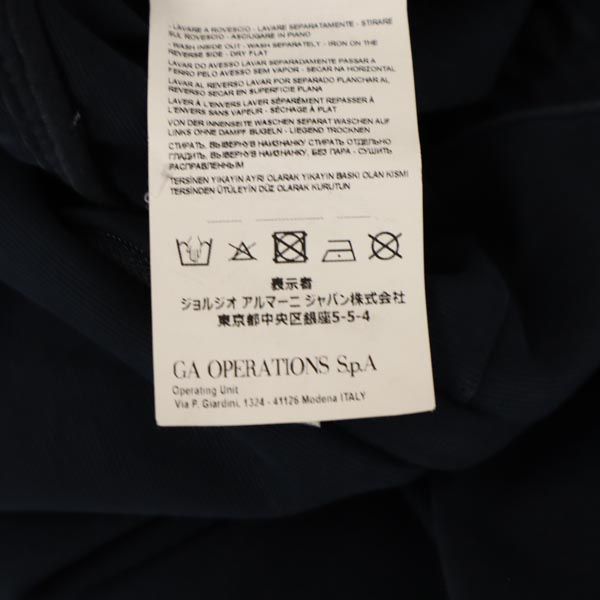 - LAVARE A ROVESCIO - LAVARE SEPARATAMENTE - STIRARE
SUL ROVESCIO - ASCIUGARE IN PIANO
- WASH INSIDE OUT - WASH SEPARATELY - IRON ON THE
REVERSE SIDE - DRY FLAT
LAVAR DO AVESSO LAVAR SEPARADAMENTE PASSAR A
FERRO PELO AVESSO SEM VAPOR - SECAR NA HORIZONTAL
LAVAR AL REVERSO LAVAR POR SEPARADO PLANCHAR AL
REVERSO SECAR EN SUPERFICIE PLANA
LAVER À L'ENVERS LAVER SÉPARÉMENT REPASSER À
L'ENVERS SANS VAPEUR - SÉCHAGE À PLAT
VON DER INNENSEITE WASCHEN SEPARAT WASCHEN AUF
LINKS OHNE DAMPF BUGELN - LIEGEND TROCKNEN
СТИРАТЬ, ВЫВЕРНУВ НАИЗНАНКУ, СТИРАТЬ ОТДЕЛЬНО
ГЛАДИТЬ, ВЫВЕРНУВ НАИЗНАНКУ, БЕЗ ПАРА - СУШИТЬ
РАСПРАВЛЕННЫМ
TERSİNEN YIKAYIN AYRI OLARAK YIKAYIN BASKI OLAN KISMI
TERSİNDEN ÜTÜLEYİN DÜZ OLARAK KURUTUN
表示者
ジョルジオ アルマーニ ジャパン株式会社
東京都中央区銀座5-5-4
GA OPERATIONS S.p.A
Operating Unit
Via P. Giardini, 1324 - 41126 Modena ITALY